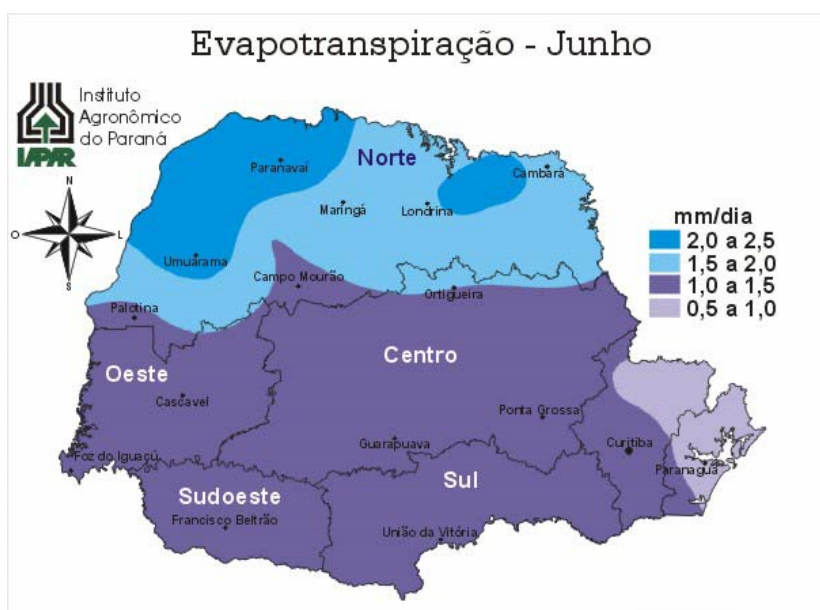 Evapotranspiração - Junho
Instituto
Agronômico
do Paraná
IAPAR
N
O
L
S
Paranavaí
Norte
Cambará
Maringá
Londrina
Umuarama
Campo Mourão
Ortigueira
Palotina
Centro
Oeste
Cascavel
Ponta Grossa
Guarapuava
Curitiba
Foz do Iguaçú
Paranaguá
Sul
Sudoeste
Francisco Beltrão
União da Vitória
mm/dia
2,0 a 2,5
1,5 a 2,0
1,0 a 1,5
0,5 a 1,0